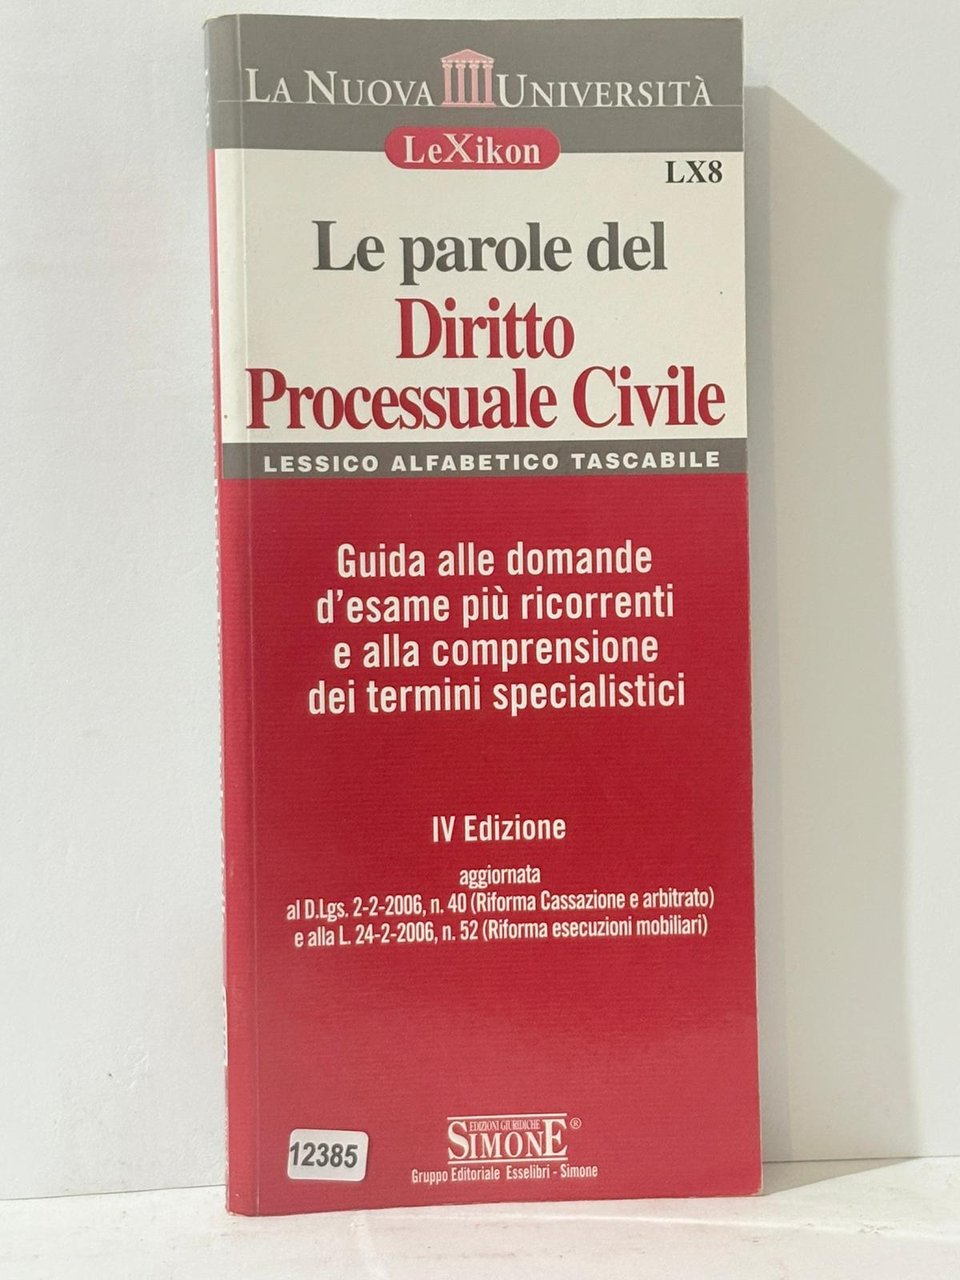 LA NUOVA UNIVERSITÀ
LeXikon
LX8
Le parole del
Diritto
Processuale Civile
LESSICO ALFABETICO TASCABILE
Guida alle domande
d'esame più ricorrenti
e alla comprensione
dei termini specialistici
IV Edizione
aggiornata
al D.Lgs. 2-2-2006, n. 40 (Riforma Cassazione e arbitrato)
e alla L. 24-2-2006, n. 52 (Riforma esecuzioni mobiliari)
EDIZIONI GIURIDICHE
SIMONE®
Gruppo Editoriale Esselibri - Simone
12385